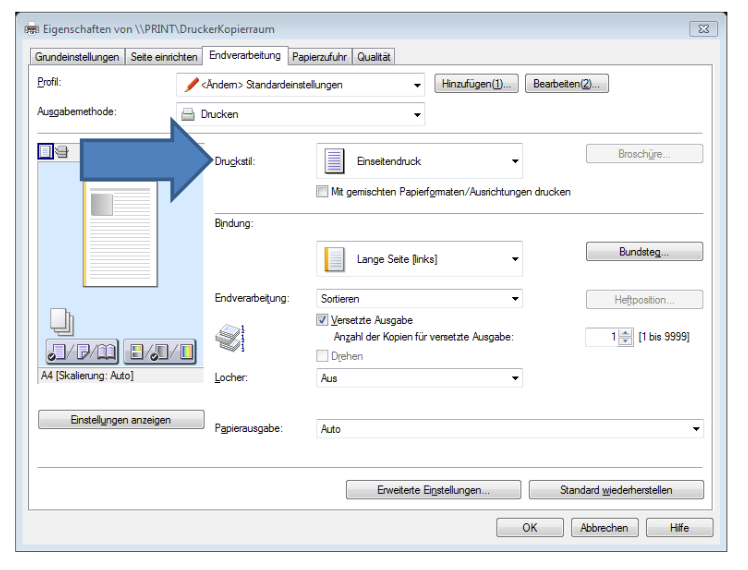 Eigenschaften von \\PRINT\DruckerKopierraum
Grundeinstellungen Seite einrichten Endverarbeitung Papierzufuhr Qualität
Profil: <Ändern> Standardeinstellungen Hinzufügen(1)... Bearbeiten(2)...
Ausgabemethode: Drucken
Druckstil: Einseitendruck Broschüre...
Mit gemischten Papierformaten/Ausrichtungen drucken
Bindung:
Lange Seite [links] Bundsteg...
Endverarbeitung: Sortieren Heftposition...
Versetzte Ausgabe
Anzahl der Kopien für versetzte Ausgabe: 1 [1 bis 9999]
Drehen
A4 [Skalierung: Auto] Locher: Aus
Einstellungen anzeigen
Papierausgabe: Auto
Erweiterte Einstellungen... Standard wiederherstellen
OK Abbrechen Hilfe